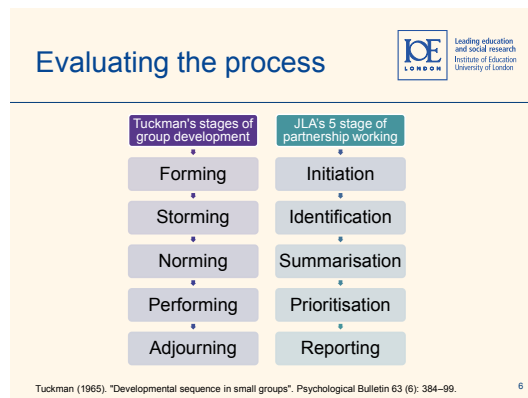 Evaluating the process
IOE
LONDON
Leading education
and social research
Institute of Education
University of London
Tuckman's stages of
group development
Forming
Storming
Norming
Performing
Adjourning
JLA's 5 stage of
partnership working
Initiation
Identification
Summarisation
Prioritisation
Reporting
Tuckman (1965). "Developmental sequence in small groups". Psychological Bulletin 63 (6): 384–99.
6